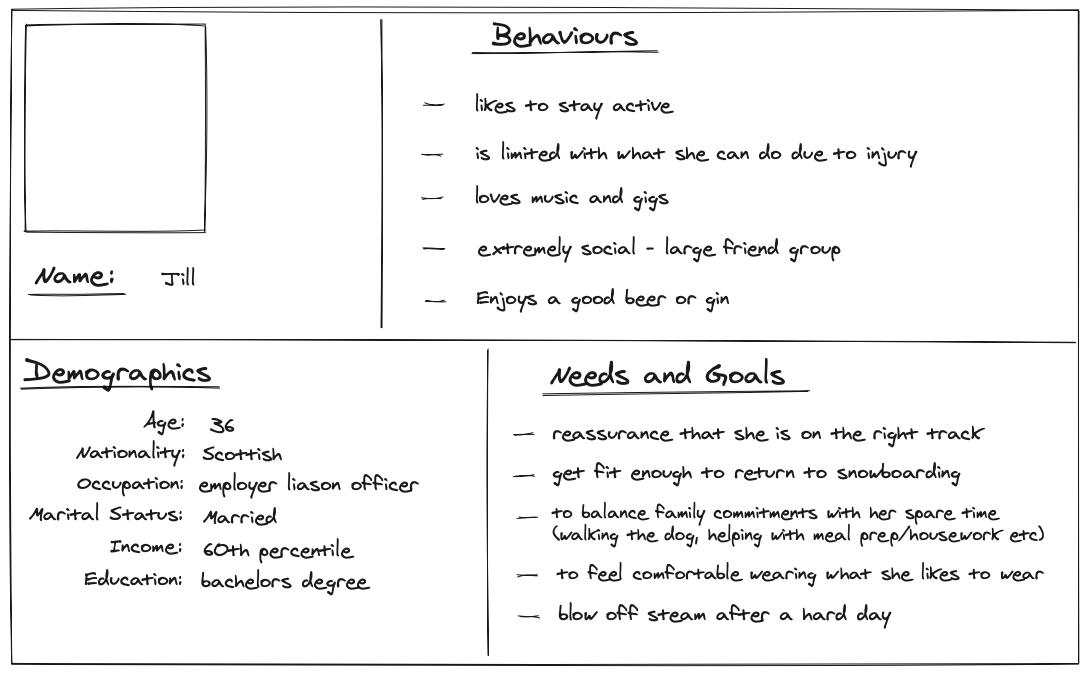 Name: Jill
Behaviours
— likes to stay active
— is limited with what she can do due to injury
— loves music and gigs
— extremely social - large friend group
— Enjoys a good beer or gin
Demographics
Age: 36
Nationality: Scottish
Occupation: employer liason officer
Marital Status: Married
Income: 60th percentile
Education: bachelors degree
Needs and Goals
— reassurance that she is on the right track
— get fit enough to return to snowboarding
— to balance family commitments with her spare time
(walking the dog, helping with meal prep/housework etc)
— to feel comfortable wearing what she likes to wear
— blow off steam after a hard day